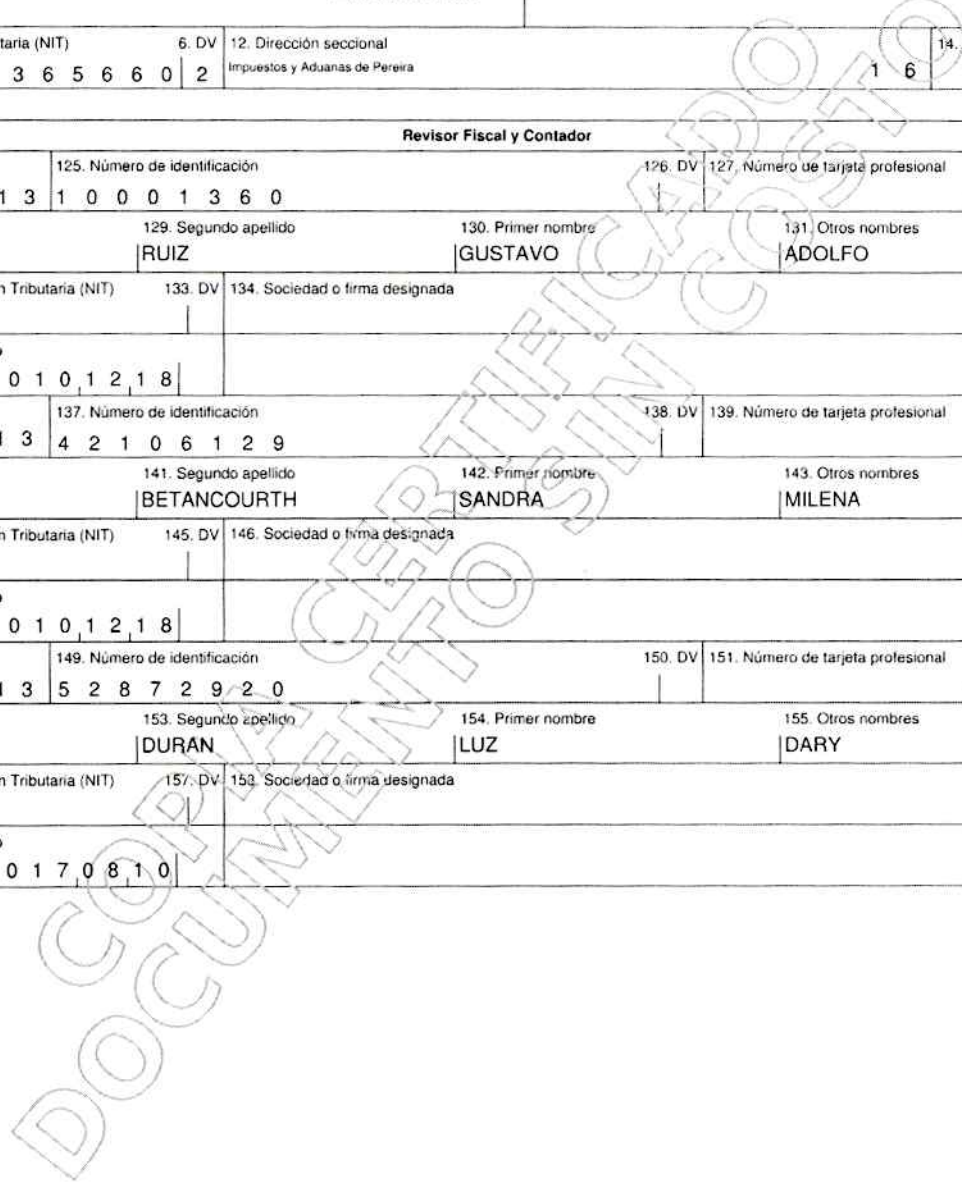 taria (NIT) 6. DV 12. Dirección seccional 14.
3 6 5 6 6 0 2 Impuestos y Aduanas de Pereira 1 6
Revisor Fiscal y Contador
125. Número de identificación 126. DV 127. Número de tarjeta profesional
1 3 1 0 0 0 1 3 6 0
129. Segundo apellido 130. Primer nombre 131. Otros nombres
RUIZ GUSTAVO ADOLFO
n Tributaria (NIT) 133. DV 134. Sociedad o firma designada
0 1 0 1 2 1 8
137. Número de identificación 138. DV 139. Número de tarjeta profesional
1 3 4 2 1 0 6 1 2 9
141. Segundo apellido 142. Primer nombre 143. Otros nombres
BETANCOURTH SANDRA MILENA
n Tributaria (NIT) 145. DV 146. Sociedad o firma designada
0 1 0 1 2 1 8
149. Número de identificación 150. DV 151. Número de tarjeta profesional
1 3 5 2 8 7 2 9 2 0
153. Segundo apellido 154. Primer nombre 155. Otros nombres
DURAN LUZ DARY
n Tributaria (NIT) 157. DV 158. Sociedad o firma designada
0 1 7 0 8 1 0
COPIA CERTIFICADO
DOCUMENTO SIN COSTO